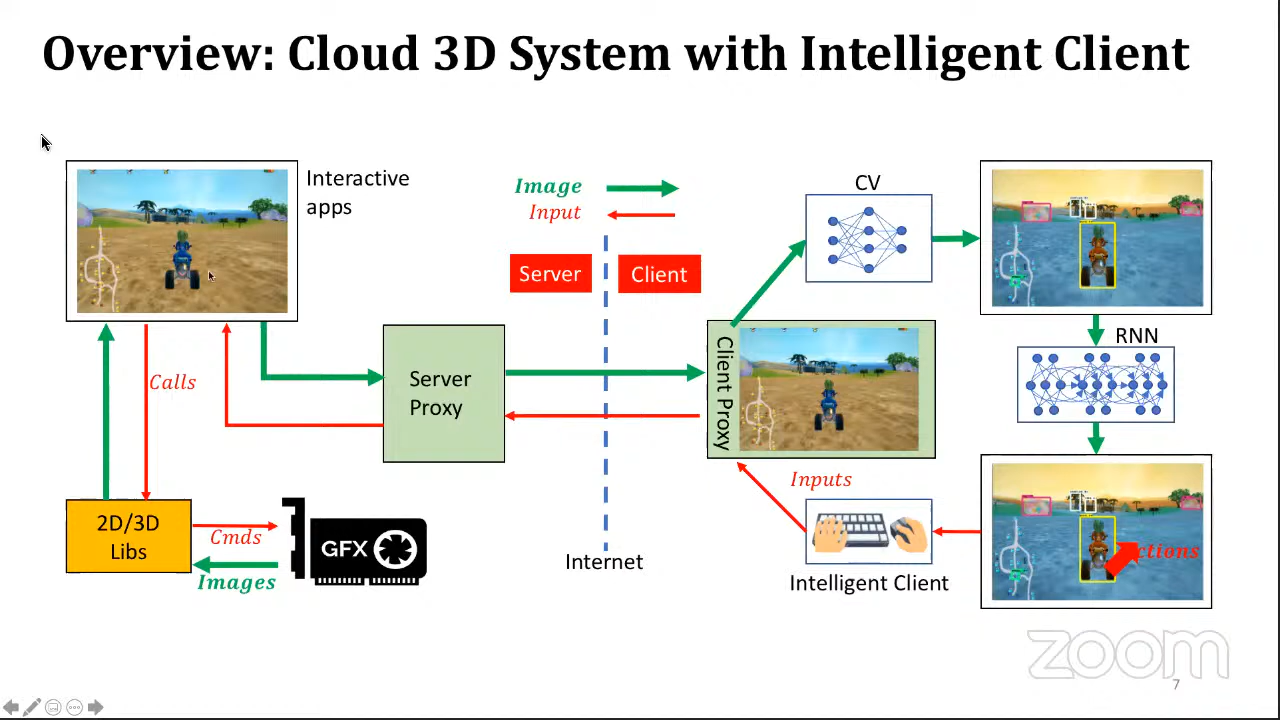 Overview: Cloud 3D System with Intelligent Client
Interactive
apps
Image
Input
Server
Client
CV
RNN
Calls
Server
Proxy
Client Proxy
Inputs
2D/3D
Libs
Cmds
Images
GFX
Internet
Intelligent Client
ctions
zoom
7